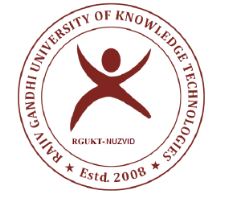 RAJIV GANDHI UNIVERSITY OF KNOWLEDGE TECHNOLOGIES
RGUKT-NUZVID
★ Estd. 2008 ★